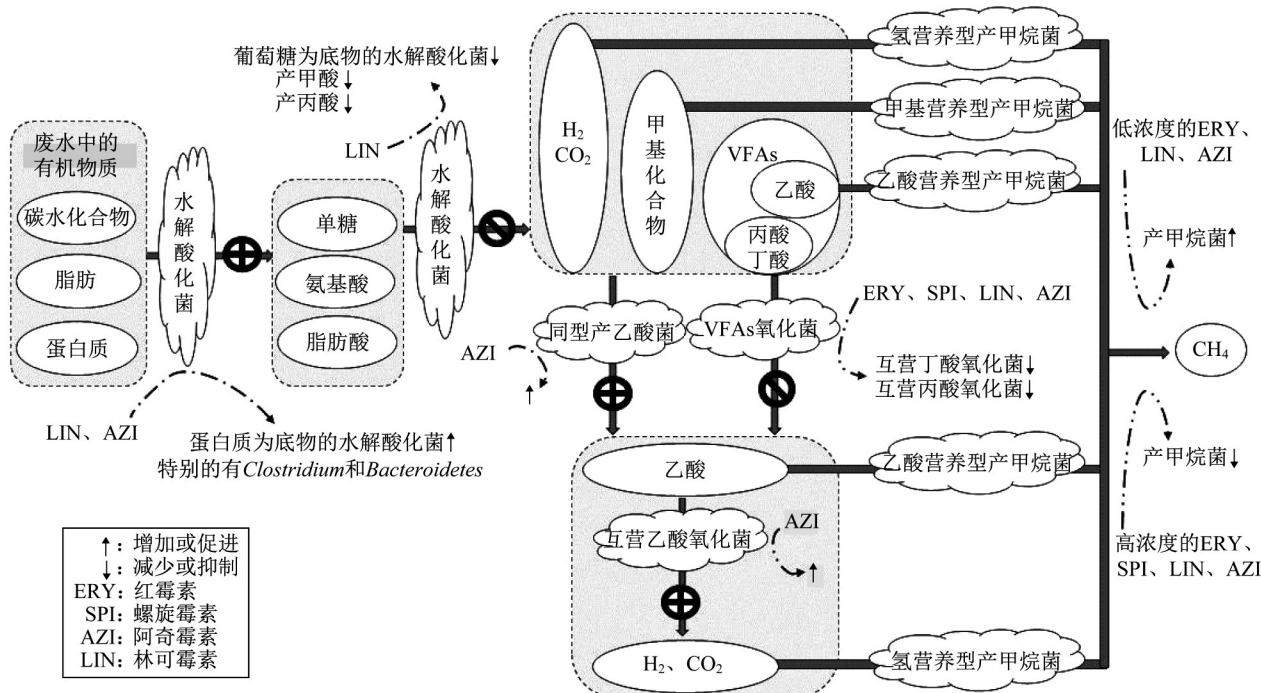 葡萄糖为底物的水解酸化菌↓
产甲酸↓
产丙酸↓
LIN
废水中的
有机物质
碳水化合物
脂肪
蛋白质
水解酸化菌
单糖
氨基酸
脂肪酸
水解酸化菌
LIN、AZI
蛋白质为底物的水解酸化菌↑
特别的有Clostridium和Bacteroidetes
H₂
CO₂
甲基化合物
VFAs
乙酸
丙酸
丁酸
氢营养型产甲烷菌
甲基营养型产甲烷菌
乙酸营养型产甲烷菌
同型产乙酸菌
VFAs氧化菌
AZI
↑
ERY、SPI、LIN、AZI
互营丁酸氧化菌↓
互营丙酸氧化菌↓
乙酸
互营乙酸氧化菌
AZI
↑
H₂、CO₂
乙酸营养型产甲烷菌
氢营养型产甲烷菌
低浓度的ERY、
LIN、AZI
产甲烷菌↑
CH₄
产甲烷菌↓
高浓度的ERY、
SPI、LIN、AZI
↑：增加或促进
↓：减少或抑制
ERY：红霉素
SPI：螺旋霉素
AZI：阿奇霉素
LIN：林可霉素